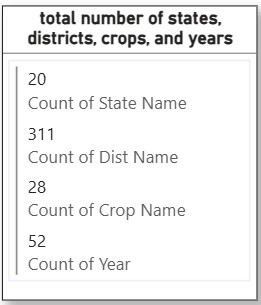 total number of states,
districts, crops, and years
20
Count of State Name
311
Count of Dist Name
28
Count of Crop Name
52
Count of Year